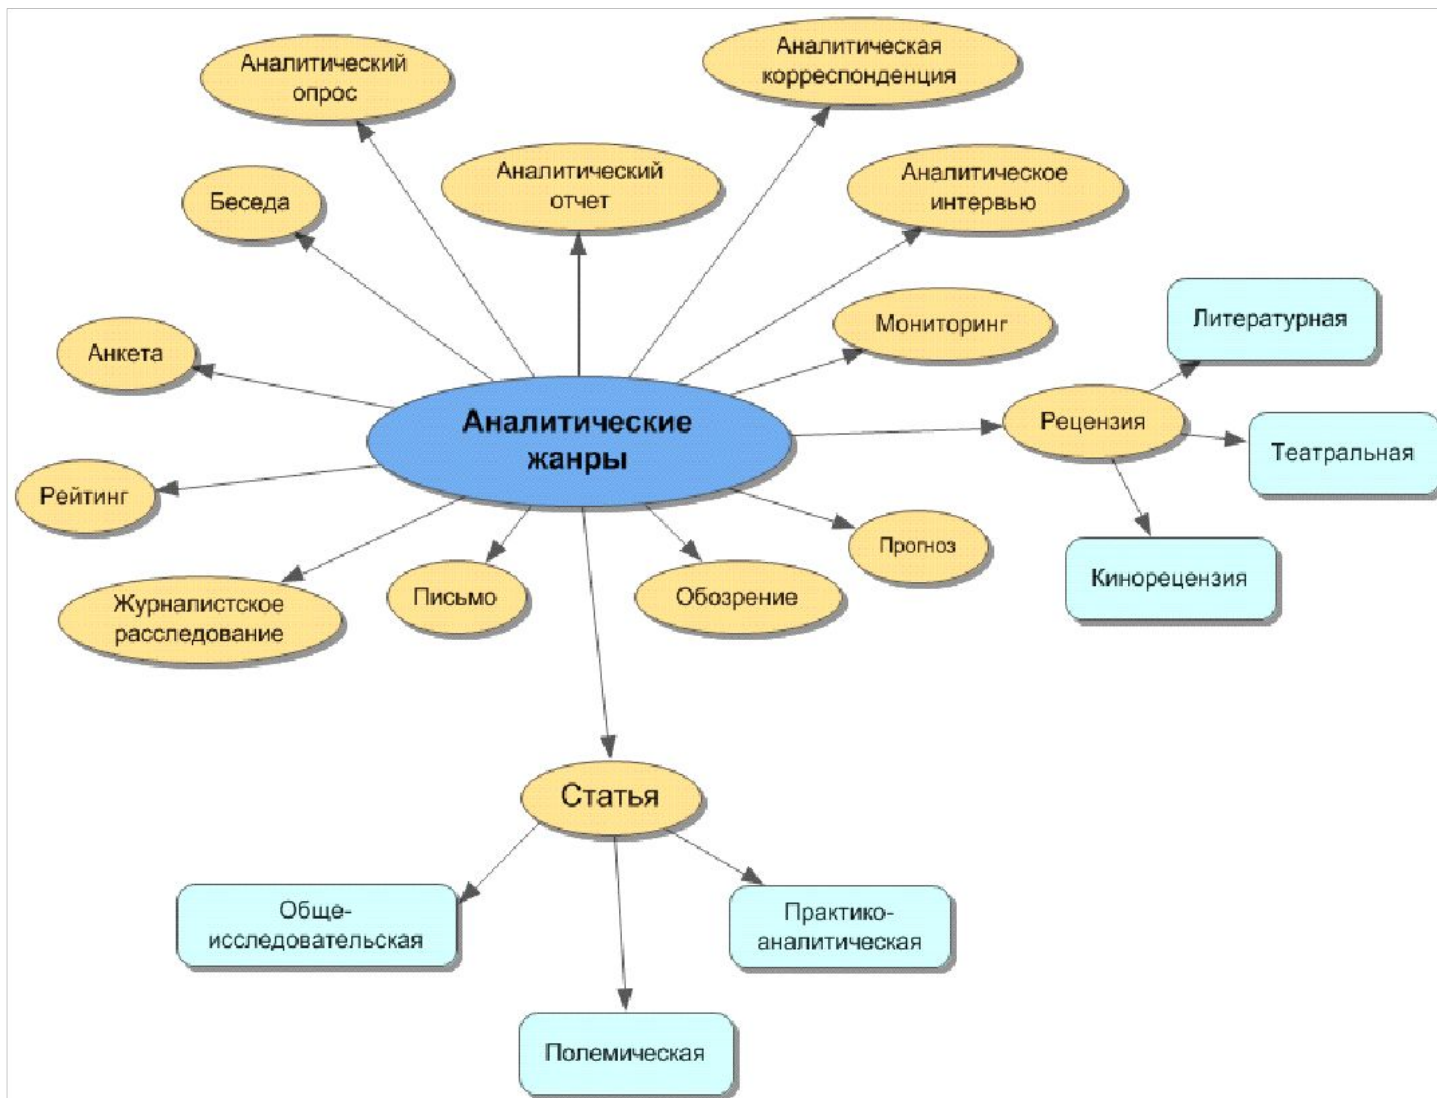 Аналитический
опрос
Аналитическая
корреспонденция
Аналитический
отчет
Аналитическое
интервью
Беседа
Мониторинг
Литературная
Анкета
Аналитические
жанры
Рецензия
Театральная
Рейтинг
Прогноз
Кинорецензия
Журналистское
расследование
Письмо
Обозрение
Статья
Обще-
исследовательская
Практико-
аналитическая
Полемическая